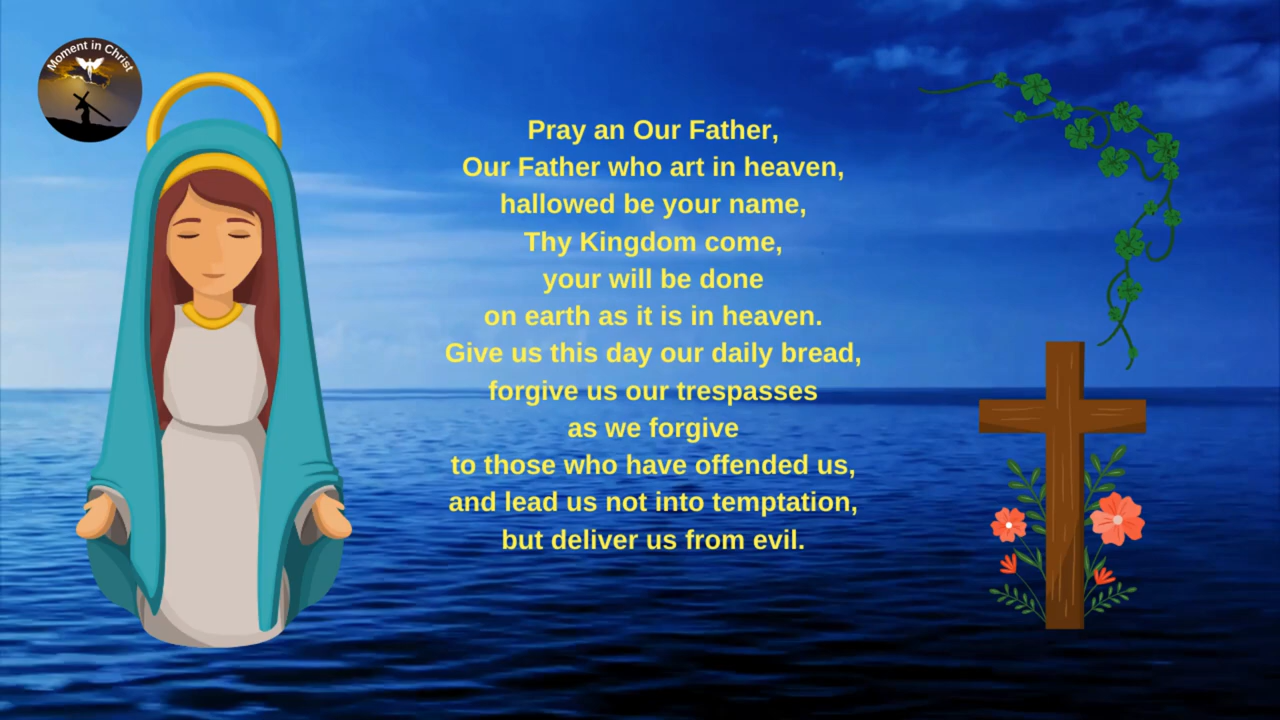 Moment in Christ
Pray an Our Father,
Our Father who art in heaven,
hallowed be your name,
Thy Kingdom come,
your will be done
on earth as it is in heaven.
Give us this day our daily bread,
forgive us our trespasses
as we forgive
to those who have offended us,
and lead us not into temptation,
but deliver us from evil.